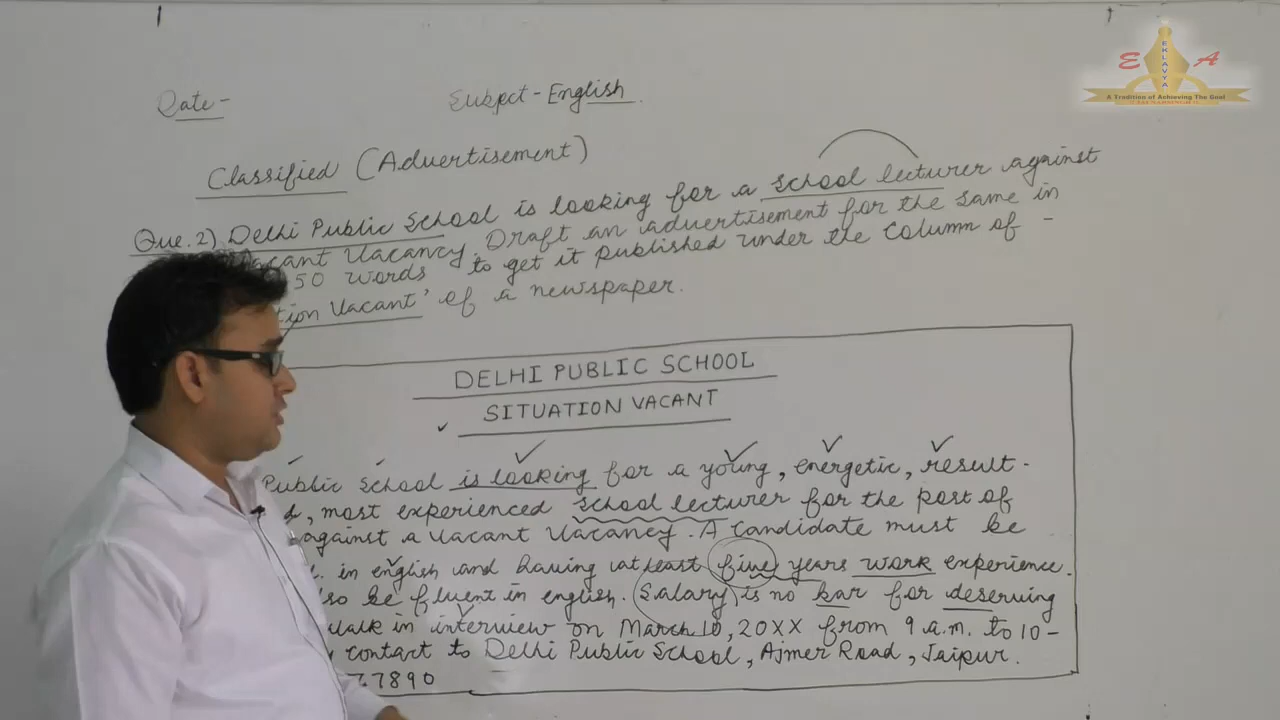 Date-
Subject - English
E A
EKLAVYA
A Tradition of Achieving The Goal
Classified (Advertisement)
Que. 2) Delhi Public School is looking for a school lecturer against
vacant vacancy. Draft an advertisement for the same in
50 words to get it published under the column of -
tion Vacant' of a newspaper.
DELHI PUBLIC SCHOOL
SITUATION VACANT
Public School is looking for a young, energetic, result-
, most experienced school lecturer for the post of
against a vacant vacancy. A candidate must be
in english and having at least five years work experience.
so be fluent in english. Salary is no bar for deserving
walk in interview on March 10, 20XX from 9 a.m. to 10-
contact to Delhi Public School, Ajmer Road, Jaipur.
77890